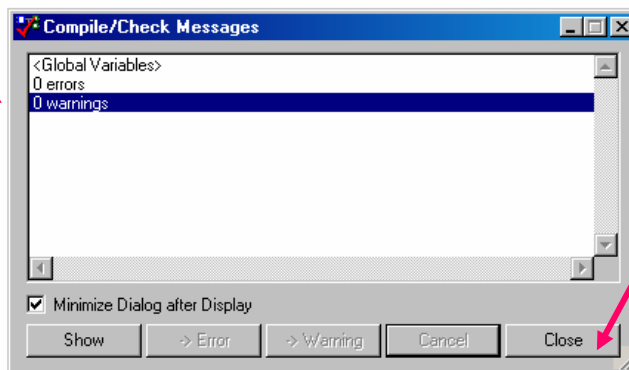 Compile/Check Messages
<Global Variables>
0 errors
0 warnings
Minimize Dialog after Display
Show -> Error -> Warning Cancel Close